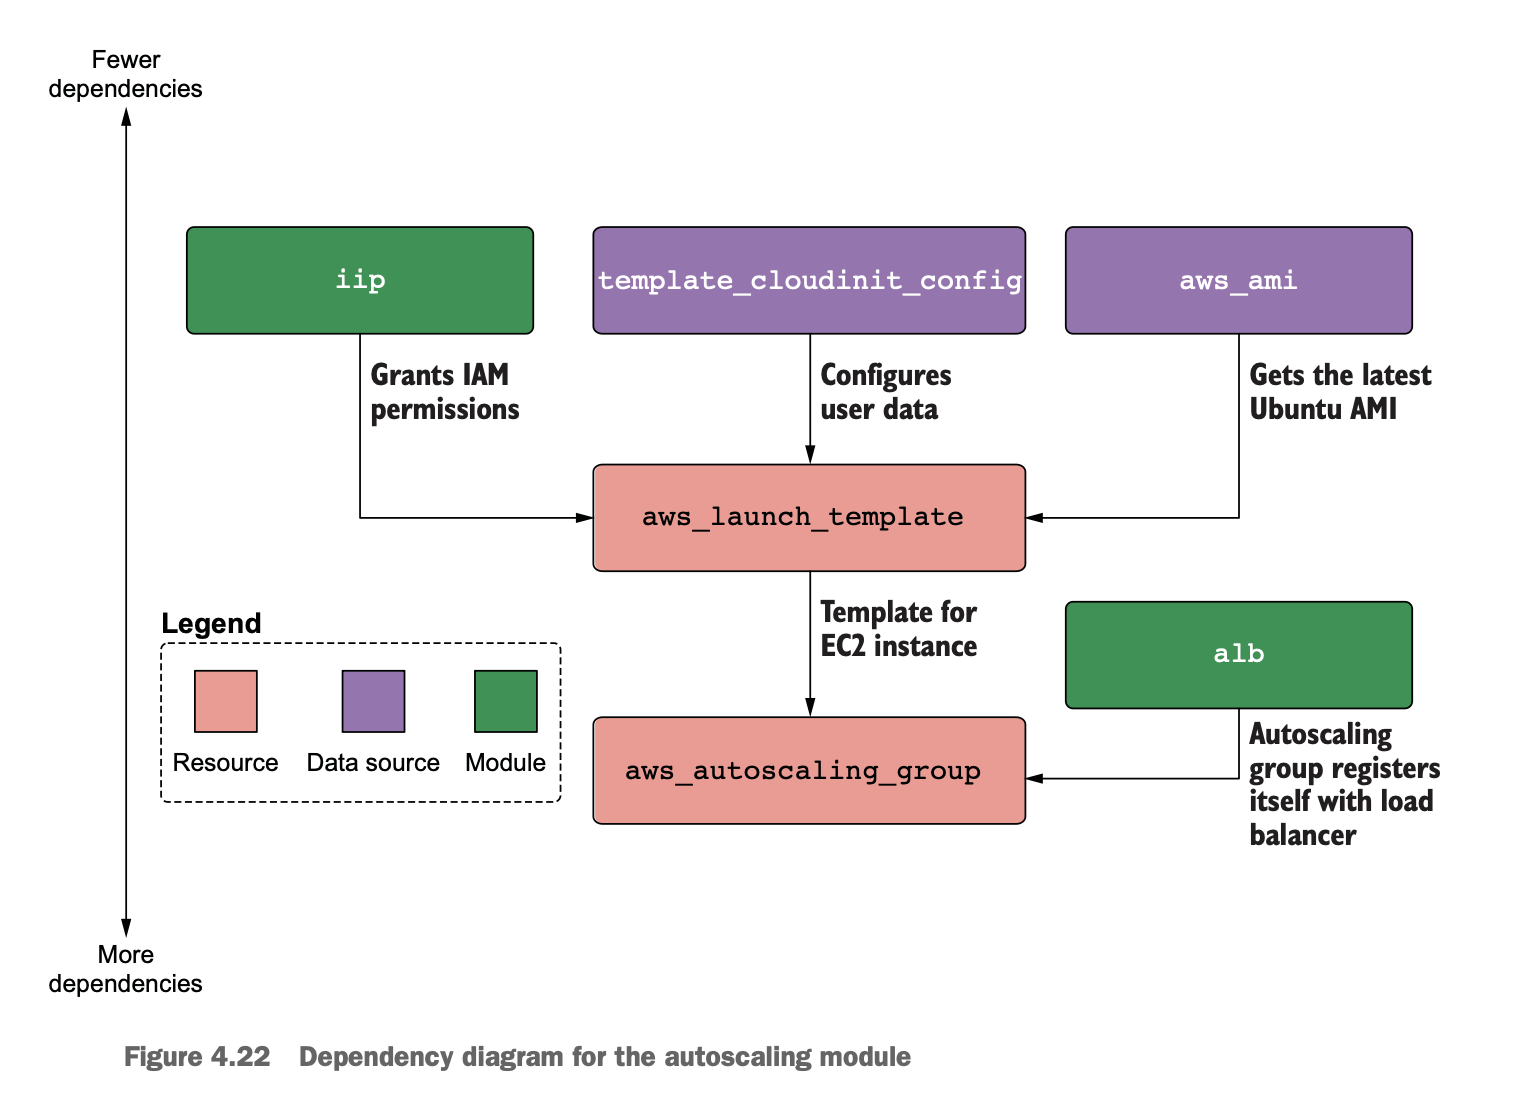 Fewer
dependencies
iip
template_cloudinit_config
aws_ami
Grants IAM
permissions
Configures
user data
Gets the latest
Ubuntu AMI
aws_launch_template
Template for
EC2 instance
alb
Legend
Resource
Data source
Module
aws_autoscaling_group
Autoscaling
group registers
itself with load
balancer
More
dependencies
Figure 4.22 Dependency diagram for the autoscaling module